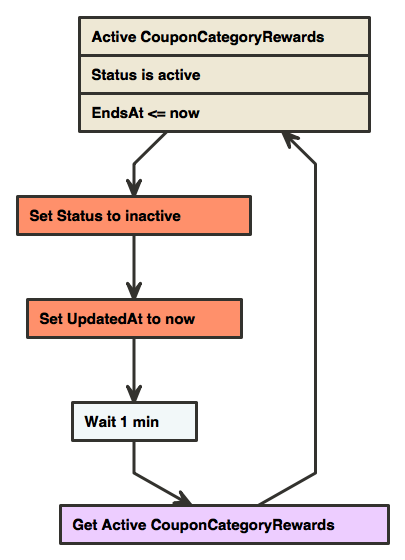 Active CouponCategoryRewards
Status is active
EndsAt <= now
Set Status to inactive
Set UpdatedAt to now
Wait 1 min
Get Active CouponCategoryRewards